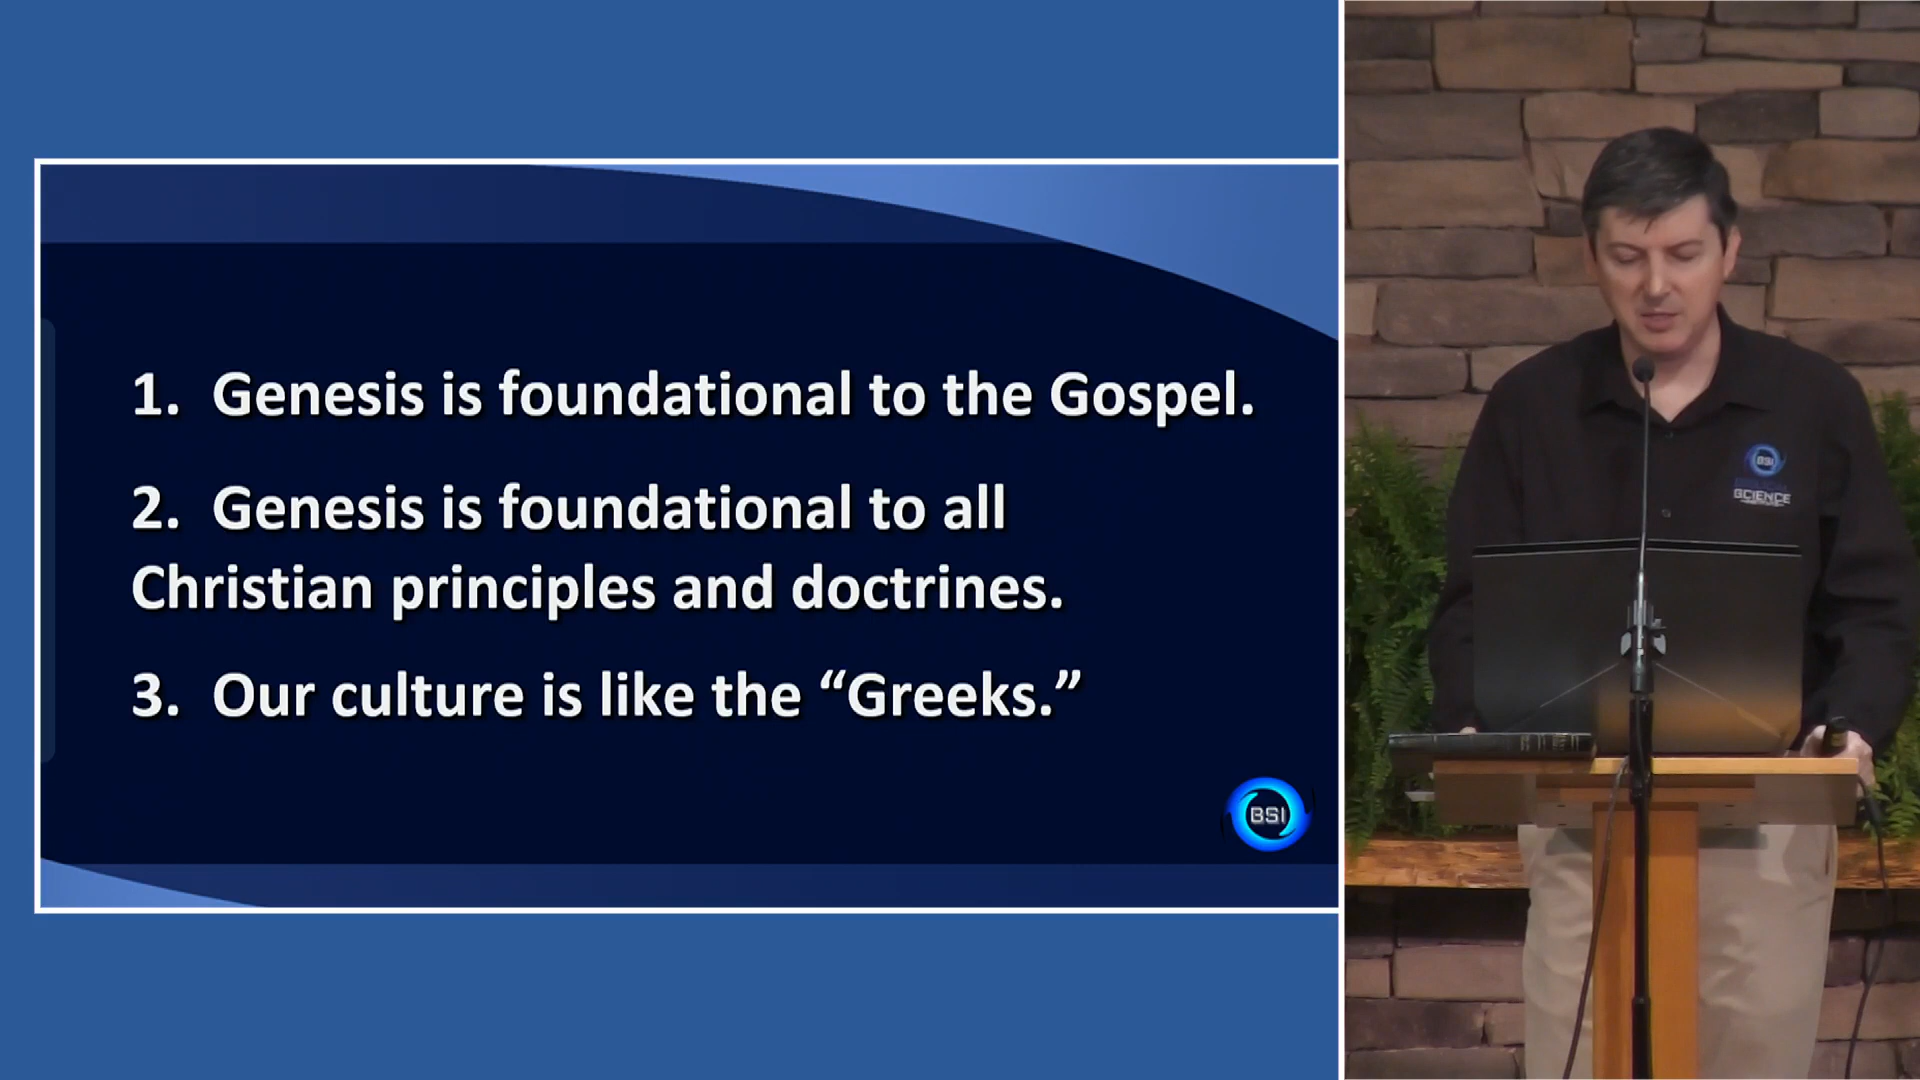 1. Genesis is foundational to the Gospel.
2. Genesis is foundational to all
Christian principles and doctrines.
3. Our culture is like the “Greeks.”
BSI
BSI
SCIENCE